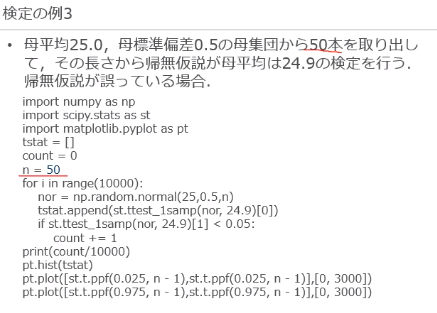 検定の例3
• 母平均25.0，母標準偏差0.5の母集団から50本を取り出し
て，その長さから帰無仮説が母平均は24.9の検定を行う．
帰無仮説が誤っている場合．
import numpy as np
import scipy.stats as st
import matplotlib.pyplot as pt
tstat = []
count = 0
n = 50
for i in range(10000):
    nor = np.random.normal(25,0.5,n)
    tstat.append(st.ttest_1samp(nor, 24.9)[0])
    if st.ttest_1samp(nor, 24.9)[1] < 0.05:
        count += 1
print(count/10000)
pt.hist(tstat)
pt.plot([st.t.ppf(0.025, n - 1),st.t.ppf(0.025, n - 1)],[0, 3000])
pt.plot([st.t.ppf(0.975, n - 1),st.t.ppf(0.975, n - 1)],[0, 3000])